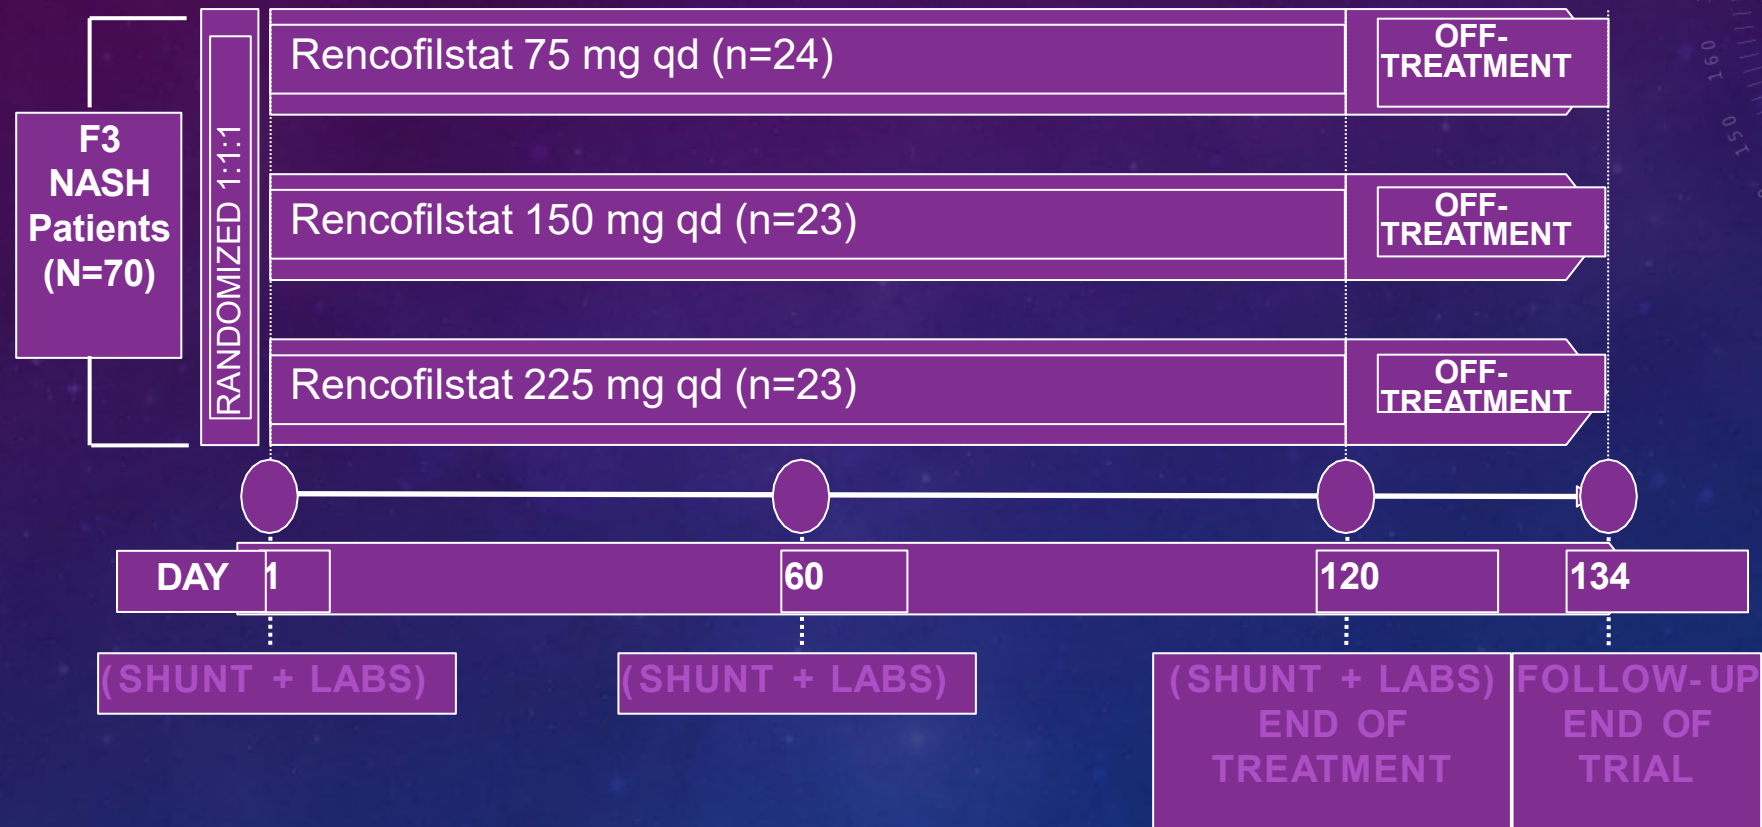 Rencofilstat 75 mg qd (n=24)
OFF-
TREATMENT
F3
NASH
Patients
(N=70)
RANDOMIZED 1:1:1
Rencofilstat 150 mg qd (n=23)
OFF-
TREATMENT
Rencofilstat 225 mg qd (n=23)
OFF-
TREATMENT
DAY 1 60 120 134
(SHUNT + LABS)
(SHUNT + LABS)
(SHUNT + LABS)
END OF
TREATMENT
FOLLOW-UP
END OF
TRIAL
160
150